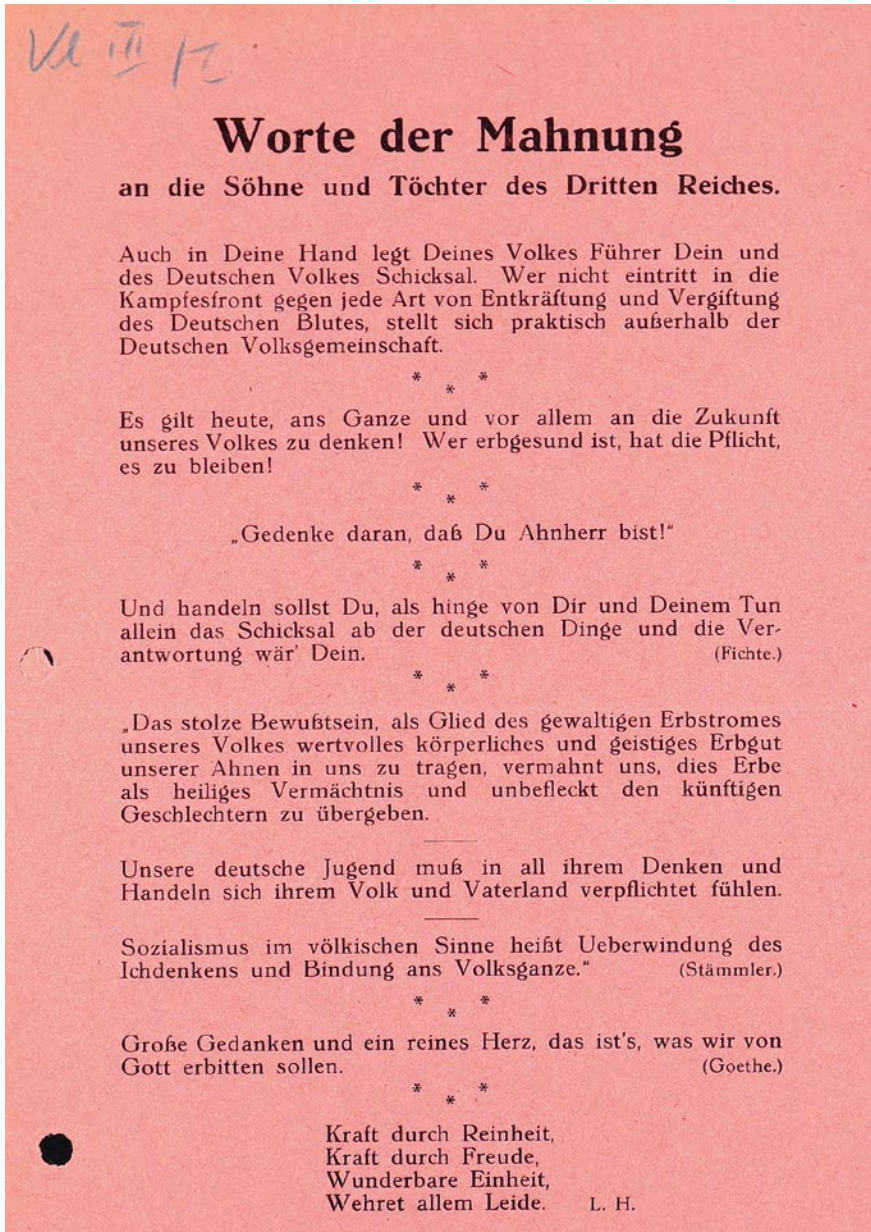 Worte der Mahnung
an die Söhne und Töchter des Dritten Reiches.
Auch in Deine Hand legt Deines Volkes Führer Dein und
des Deutschen Volkes Schicksal. Wer nicht eintritt in die
Kampfesfront gegen jede Art von Entkräftung und Vergiftung
des Deutschen Blutes, stellt sich praktisch außerhalb der
Deutschen Volksgemeinschaft.
* * *
Es gilt heute, ans Ganze und vor allem an die Zukunft
unseres Volkes zu denken! Wer erbgesund ist, hat die Pflicht,
es zu bleiben!
* * *
„Gedenke daran, daß Du Ahnherr bist!“
* * *
Und handeln sollst Du, als hinge von Dir und Deinem Tun
allein das Schicksal ab der deutschen Dinge und die Ver-
antwortung wär' Dein. (Fichte.)
* * *
„Das stolze Bewußtsein, als Glied des gewaltigen Erbstromes
unseres Volkes wertvolles körperliches und geistiges Erbgut
unserer Ahnen in uns zu tragen, vermahnt uns, dies Erbe
als heiliges Vermächtnis und unbefleckt den künftigen
Geschlechtern zu übergeben.
Unsere deutsche Jugend muß in all ihrem Denken und
Handeln sich ihrem Volk und Vaterland verpflichtet fühlen.
Sozialismus im völkischen Sinne heißt Ueberwindung des
Ichdenkens und Bindung ans Volksganze.“ (Stämmler.)
* * *
Große Gedanken und ein reines Herz, das ist's, was wir von
Gott erbitten sollen. (Goethe.)
* * *
Kraft durch Reinheit,
Kraft durch Freude,
Wunderbare Einheit,
Wehret allem Leide. L. H.